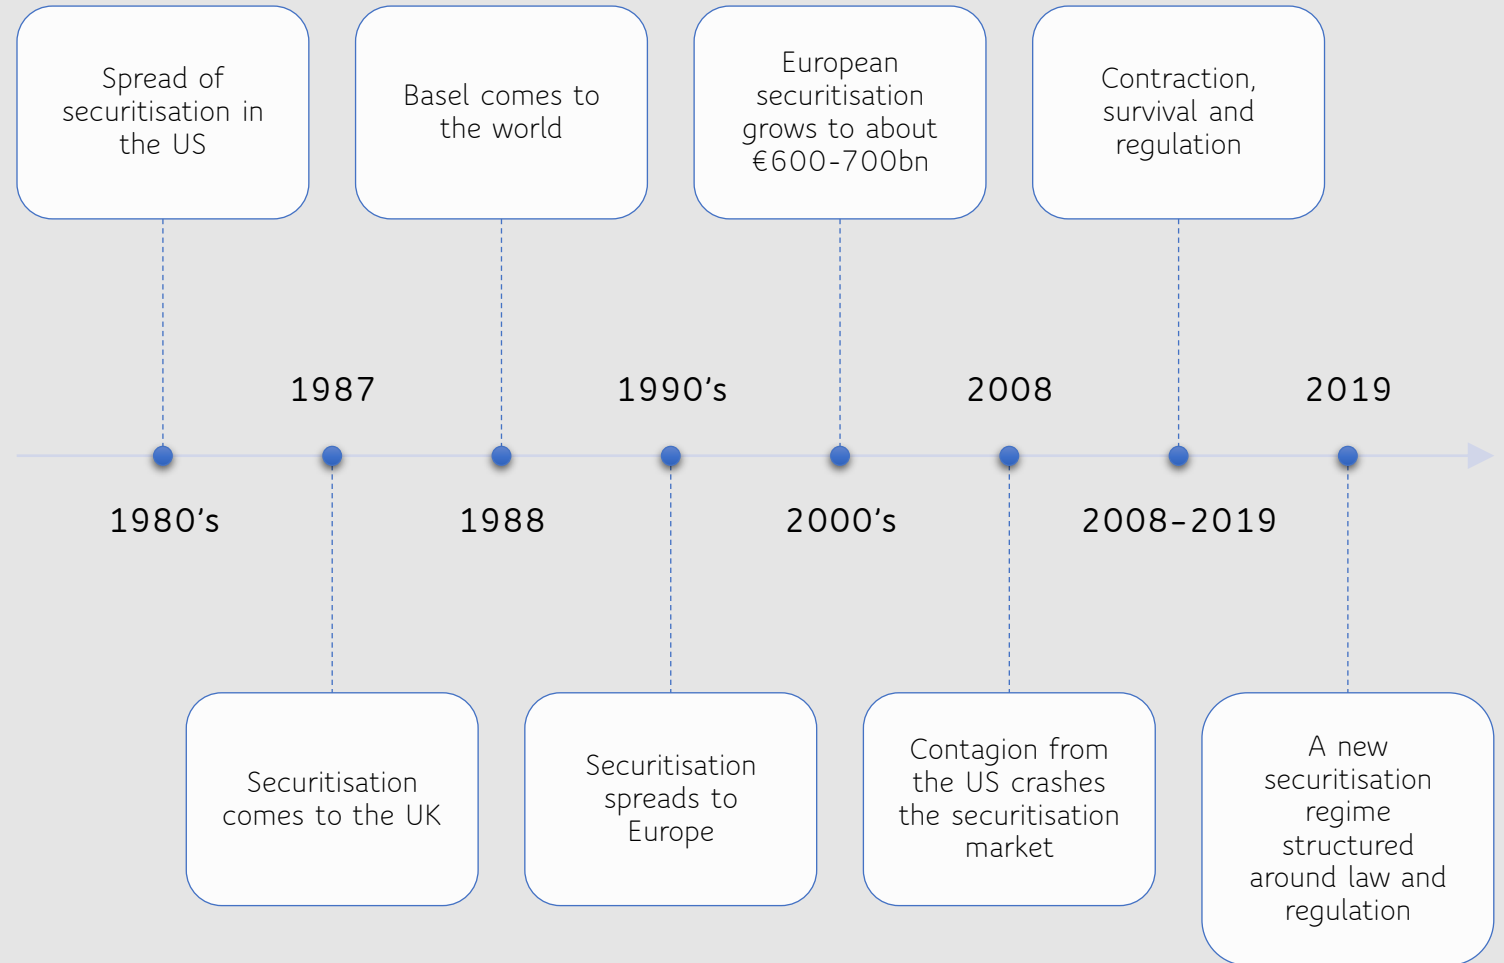 Spread of
securitisation in
the US
Basel comes to
the world
European
securitisation
grows to about
€600-700bn
Contraction,
survival and
regulation
1987
1990’s
2008
2019
1980’s
1988
2000’s
2008–2019
Securitisation
comes to the UK
Securitisation
spreads to
Europe
Contagion from
the US crashes
the securitisation
market
A new
securitisation
regime
structured
around law and
regulation